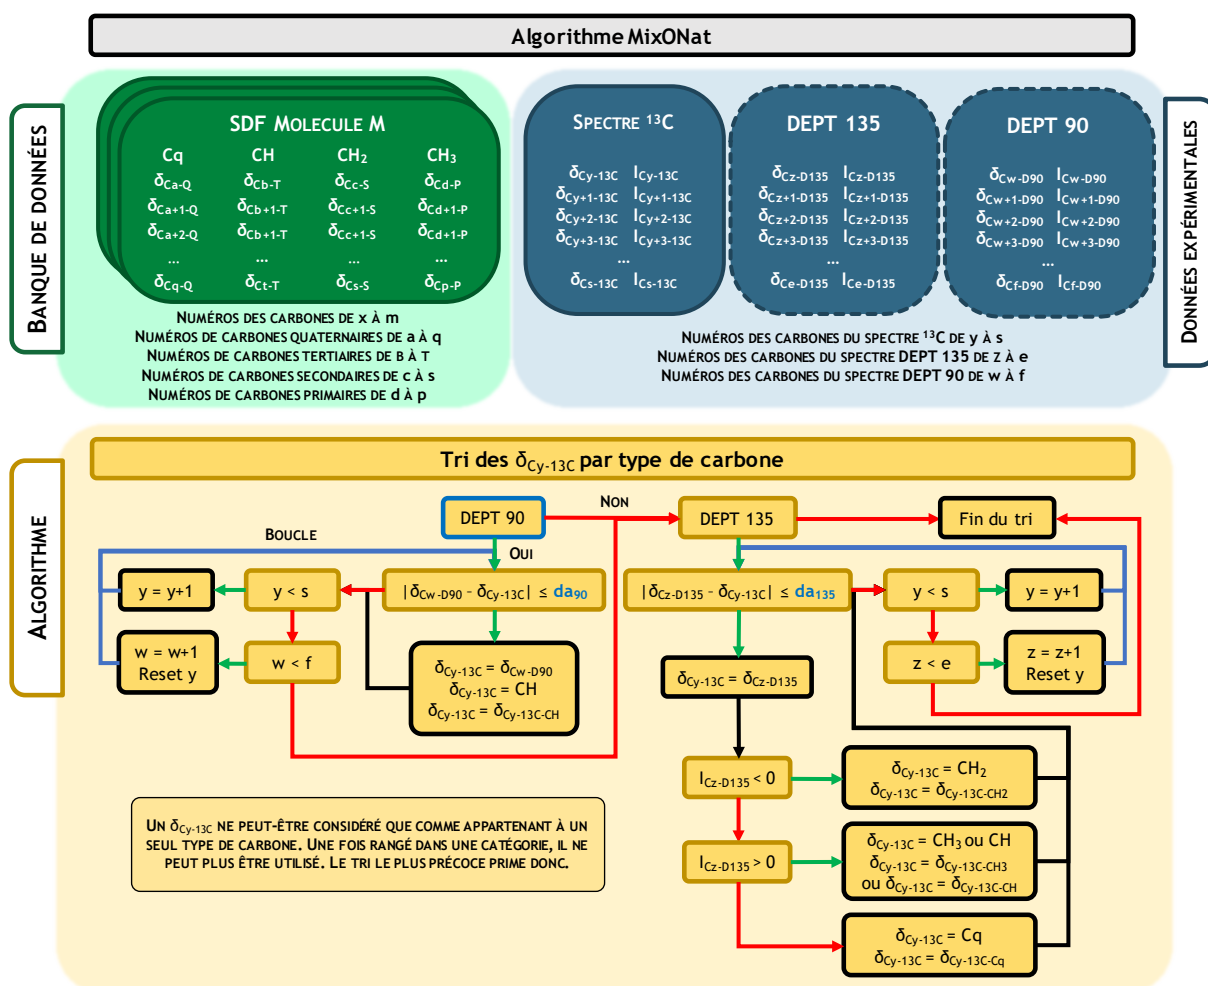 Algorithme MixONat
BANQUE DE DONNÉES
SDF MOLECULE M
Cq CH CH2 CH3
δCa-Q δCb-T δCc-S δCd-P
δCa+1-Q δCb+1-T δCc+1-S δCd+1-P
δCa+2-Q δCb+1-T δCc+1-S δCd+1-P
... ... ... ...
δCq-Q δCt-T δCs-S δCp-P
NUMÉROS DES CARBONES DE x À m
NUMÉROS DE CARBONES QUATERNAIRES DE a À q
NUMÉROS DE CARBONES TERTIAIRES DE B À T
NUMÉROS DE CARBONES SECONDAIRES DE c À s
NUMÉROS DE CARBONES PRIMAIRES DE d À p
SPECTRE 13C
δCy-13C ICy-13C
δCy+1-13C ICy+1-13C
δCy+2-13C ICy+2-13C
δCy+3-13C ICy+3-13C
...
δCs-13C ICs-13C
DEPT 135
δCz-D135 ICz-D135
δCz+1-D135 ICz+1-D135
δCz+2-D135 ICz+2-D135
δCz+3-D135 ICz+3-D135
...
δCe-D135 ICe-D135
DEPT 90
δCw-D90 ICw-D90
δCw+1-D90 ICw+1-D90
δCw+2-D90 ICw+2-D90
δCw+3-D90 ICw+3-D90
...
δCf-D90 ICf-D90
NUMÉROS DES CARBONES DU SPECTRE 13C DE y À s
NUMÉROS DES CARBONES DU SPECTRE DEPT 135 DE z À e
NUMÉROS DES CARBONES DU SPECTRE DEPT 90 DE w À f
DONNÉES EXPÉRIMENTALES
ALGORITHME
Tri des δCy-13C par type de carbone
DEPT 90
NON
DEPT 135
Fin du tri
BOUCLE
OUI
y = y+1
y < s
|δCw-D90 - δCy-13C| ≤ da90
|δCz-D135 - δCy-13C| ≤ da135
y < s
y = y+1
w = w+1
Reset y
w < f
δCy-13C = δCw-D90
δCy-13C = CH
δCy-13C = δCy-13C-CH
δCy-13C = δCz-D135
z < e
z = z+1
Reset y
ICz-D135 < 0
δCy-13C = CH2
δCy-13C = δCy-13C-CH2
ICz-D135 > 0
δCy-13C = CH3 ou CH
δCy-13C = δCy-13C-CH3
ou δCy-13C = δCy-13C-CH
δCy-13C = Cq
δCy-13C = δCy-13C-Cq
UN δCy-13C NE PEUT-ÊTRE CONSIDÉRÉ QUE COMME APPARTENANT À UN
SEUL TYPE DE CARBONE. UNE FOIS RANGÉ DANS UNE CATÉGORIE, IL NE
PEUT PLUS ÊTRE UTILISÉ. LE TRI LE PLUS PRÉCOCE PRIME DONC.